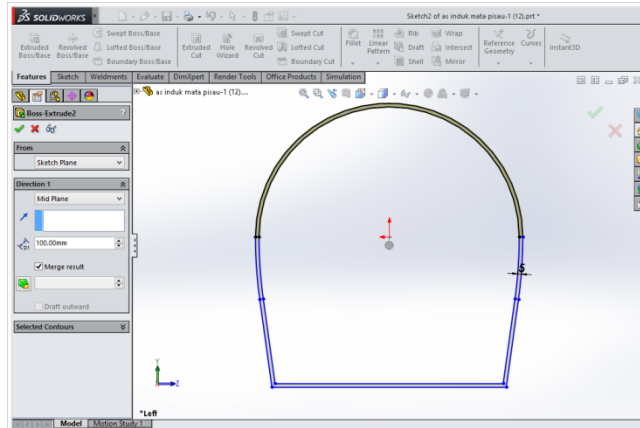 SOLIDWORKS
Sketch2 of as induk mata pisau-1 (12).prt *
Extruded Boss/Base
Revolved Boss/Base
Swept Boss/Base
Lofted Boss/Base
Boundary Boss/Base
Extruded Cut
Hole Wizard
Revolved Cut
Swept Cut
Lofted Cut
Boundary Cut
Fillet
Linear Pattern
Rib
Draft
Shell
Wrap
Intersect
Mirror
Reference Geometry
Curves
Instant3D
Features Sketch Weldments Evaluate DimXpert Render Tools Office Products Simulation
as induk mata pisau-1 (12)....
Boss-Extrude2 ?
From
Sketch Plane
Direction 1
Mid Plane
D1
100.00mm
Merge result
Draft outward
Selected Contours
5
Y
Z
*Left
Model Motion Study 1